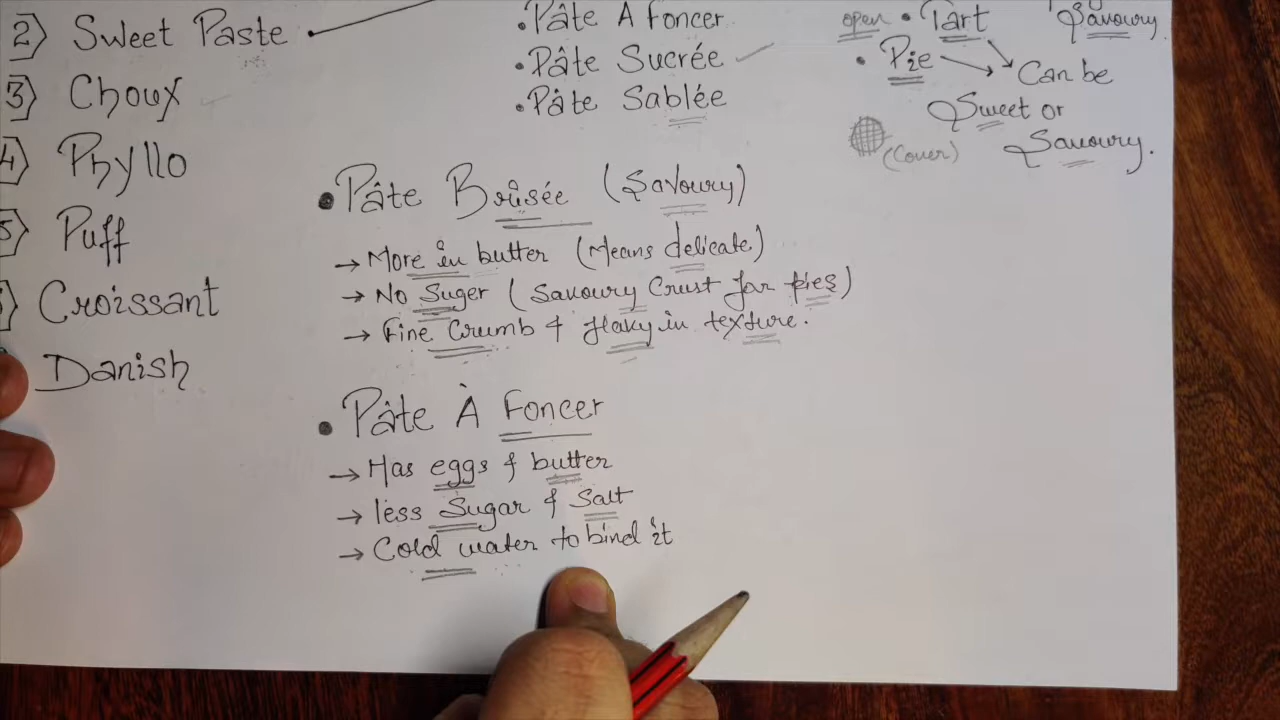 2) Sweet Paste
3) Choux
4) Phyllo
5) Puff
Croissant
Danish
• Pâte A Foncer
• Pâte Sucrée
• Pâte Sablée
open • Tart
Savoury
• Pie
Can be
Sweet or
Savoury.
(Cover)
• Pâte Brûsée (Savoury)
→ More in butter (Means delicate)
→ No Suger (Savoury Crust for pies)
→ Fine Crumb & flaky in texture.
• Pâte À Foncer
→ Has eggs & butter
→ less Sugar & Salt
→ Cold water to bind it